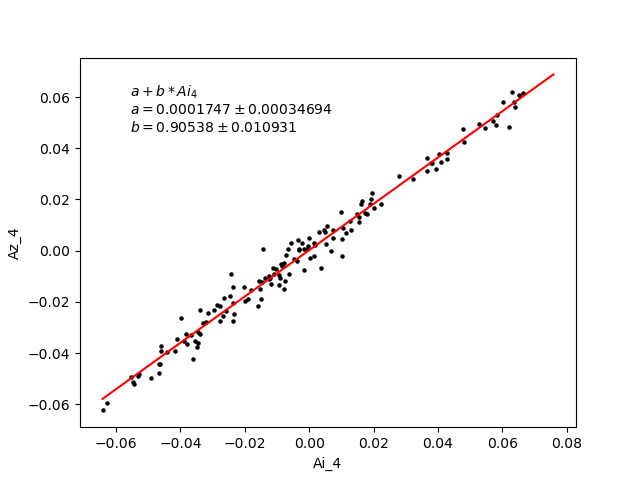 a + b * Ai_4
a = 0.0001747 ± 0.00034694
b = 0.90538 ± 0.010931
0.06
0.04
0.02
0.00
−0.02
−0.04
−0.06
Az_4
−0.06 −0.04 −0.02 0.00 0.02 0.04 0.06 0.08
Ai_4